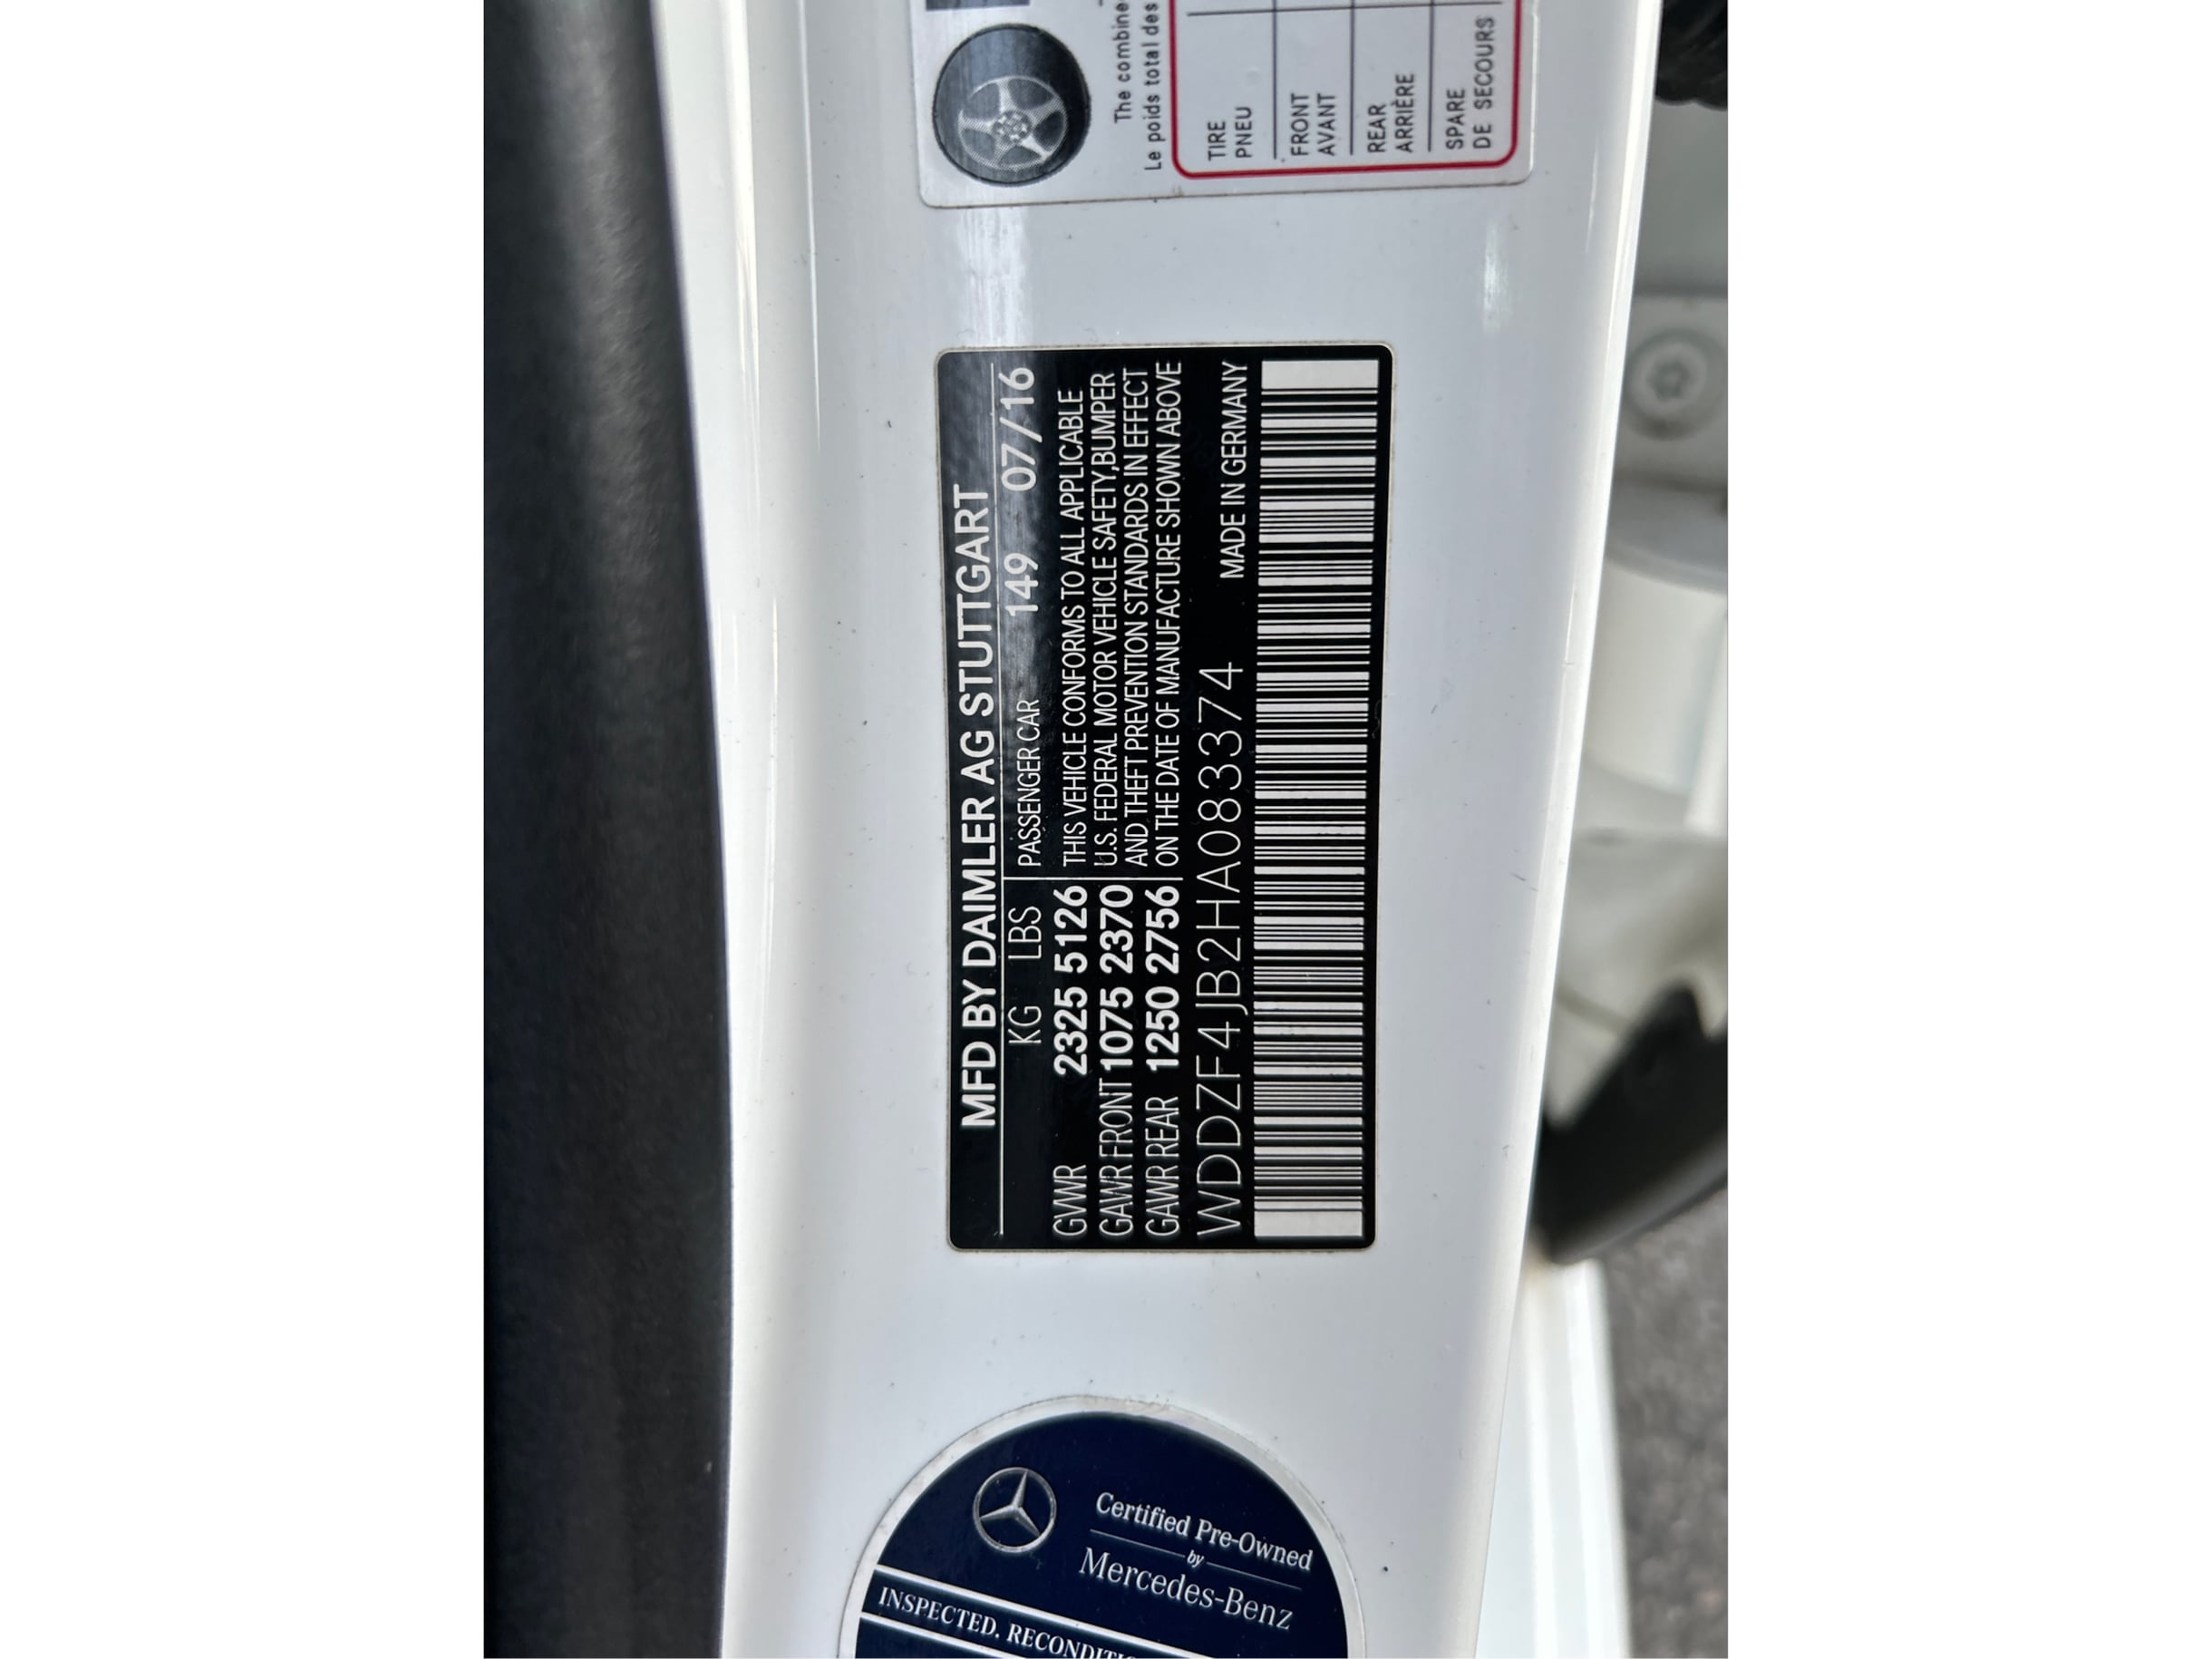 The combine
Le poids total des
TIRE
PNEU
FRONT
AVANT
REAR
ARRIÈRE
SPARE
DE SECOURS
MFD BY DAIMLER AG STUTTGART
KG LBS PASSENGER CAR 149 07/16
GVWR 2325 5126 THIS VEHICLE CONFORMS TO ALL APPLICABLE
U.S. FEDERAL MOTOR VEHICLE SAFETY,BUMPER
GAWR FRONT 1075 2370 AND THEFT PREVENTION STANDARDS IN EFFECT
GAWR REAR 1250 2756 ON THE DATE OF MANUFACTURE SHOWN ABOVE
WDDZF4JB2HA083374 MADE IN GERMANY
Certified Pre-Owned
by
Mercedes-Benz
INSPECTED. RECONDITI